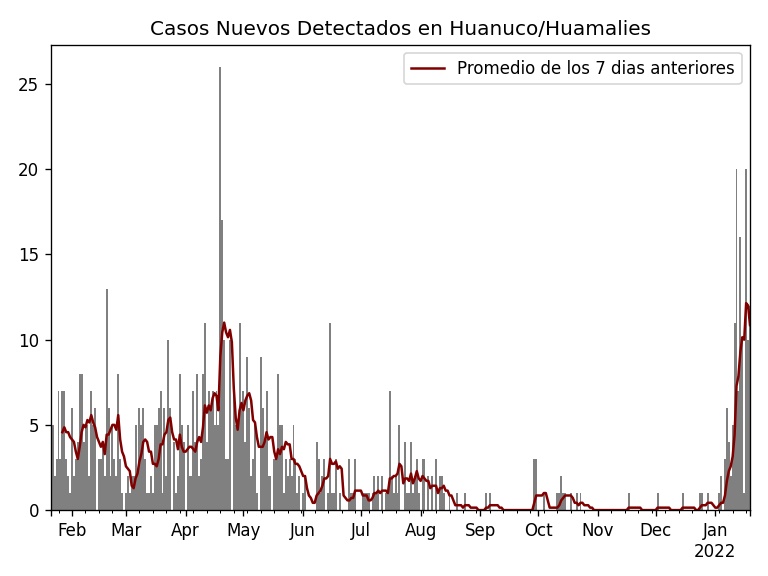 Casos Nuevos Detectados en Huanuco/Huamalies
Promedio de los 7 dias anteriores
25
20
15
10
5
0
Feb Mar Apr May Jun Jul Aug Sep Oct Nov Dec Jan
2022